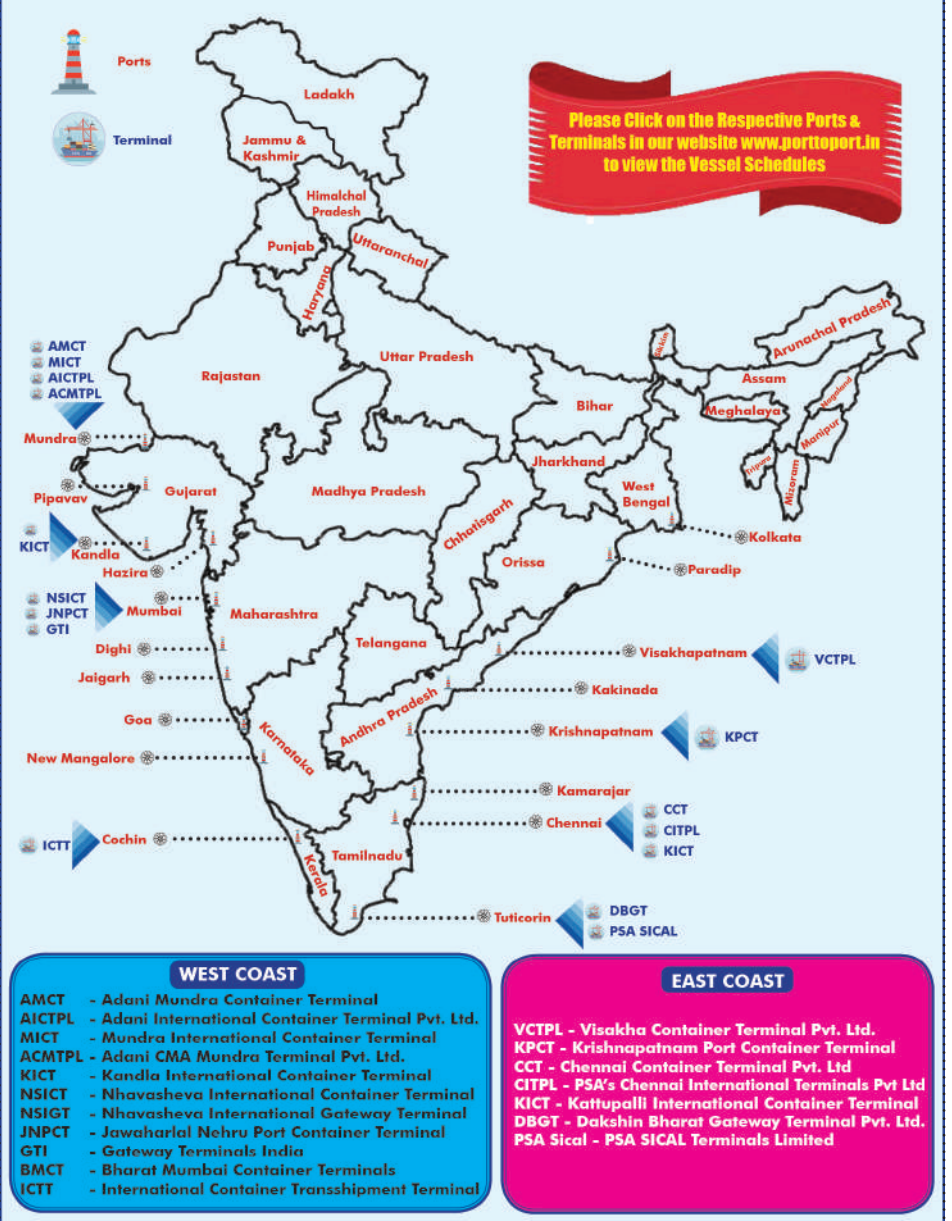 Ports
Terminal
Please Click on the Respective Ports &
Terminals in our website www.porttoport.in
to view the Vessel Schedules
Ladakh
Jammu &
Kashmir
Himalchal
Pradesh
Punjab
Uttaranchal
Haryana
Rajastan
Uttar Pradesh
Sikkim
Arunachal Pradesh
Assam
Nagaland
Meghalaya
Manipur
Tripura
Mizoram
Bihar
Jharkhand
West
Bengal
Gujarat
Madhya Pradesh
Chhatisgarh
Orissa
Maharashtra
Telangana
Andhra Pradesh
Karnataka
Kerala
Tamilnadu
AMCT
MICT
AICTPL
ACMTPL
Mundra
Pipavav
KICT
Kandla
Hazira
NSICT
JNPCT
GTI
Mumbai
Dighi
Jaigarh
Goa
New Mangalore
ICTT
Cochin
Kolkata
Paradip
Visakhapatnam
VCTPL
Kakinada
Krishnapatnam
KPCT
Kamarajar
Chennai
CCT
CITPL
KICT
Tuticorin
DBGT
PSA SICAL
WEST COAST
AMCT - Adani Mundra Container Terminal
AICTPL - Adani International Container Terminal Pvt. Ltd.
MICT - Mundra International Container Terminal
ACMTPL - Adani CMA Mundra Terminal Pvt. Ltd.
KICT - Kandla International Container Terminal
NSICT - Nhavasheva International Container Terminal
NSIGT - Nhavasheva International Gateway Terminal
JNPCT - Jawaharlal Nehru Port Container Terminal
GTI - Gateway Terminals India
BMCT - Bharat Mumbai Container Terminals
ICTT - International Container Transshipment Terminal
EAST COAST
VCTPL - Visakha Container Terminal Pvt. Ltd.
KPCT - Krishnapatnam Port Container Terminal
CCT - Chennai Container Terminal Pvt. Ltd
CITPL - PSA's Chennai International Terminals Pvt Ltd
KICT - Kattupalli International Container Terminal
DBGT - Dakshin Bharat Gateway Terminal Pvt. Ltd.
PSA Sical - PSA SICAL Terminals Limited